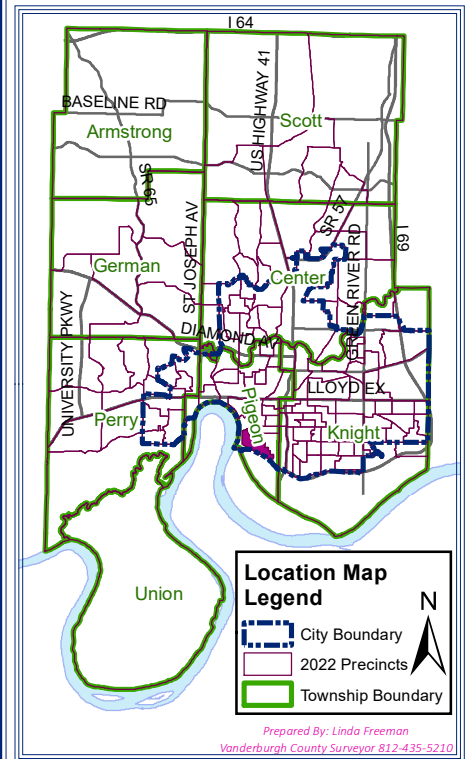 I 64
US HIGHWAY 41
BASELINE RD
Scott
Armstrong
SR 65
ST JOSEPH AV
SR 57
I 69
GREEN RIVER RD
German
Center
UNIVERSITY PKWY
DIAMOND AV
LLOYD EX
Perry
Pigeon
Knight
Union
Location Map
Legend
N
City Boundary
2022 Precincts
Township Boundary
Prepared By: Linda Freeman
Vanderburgh County Surveyor 812-435-5210